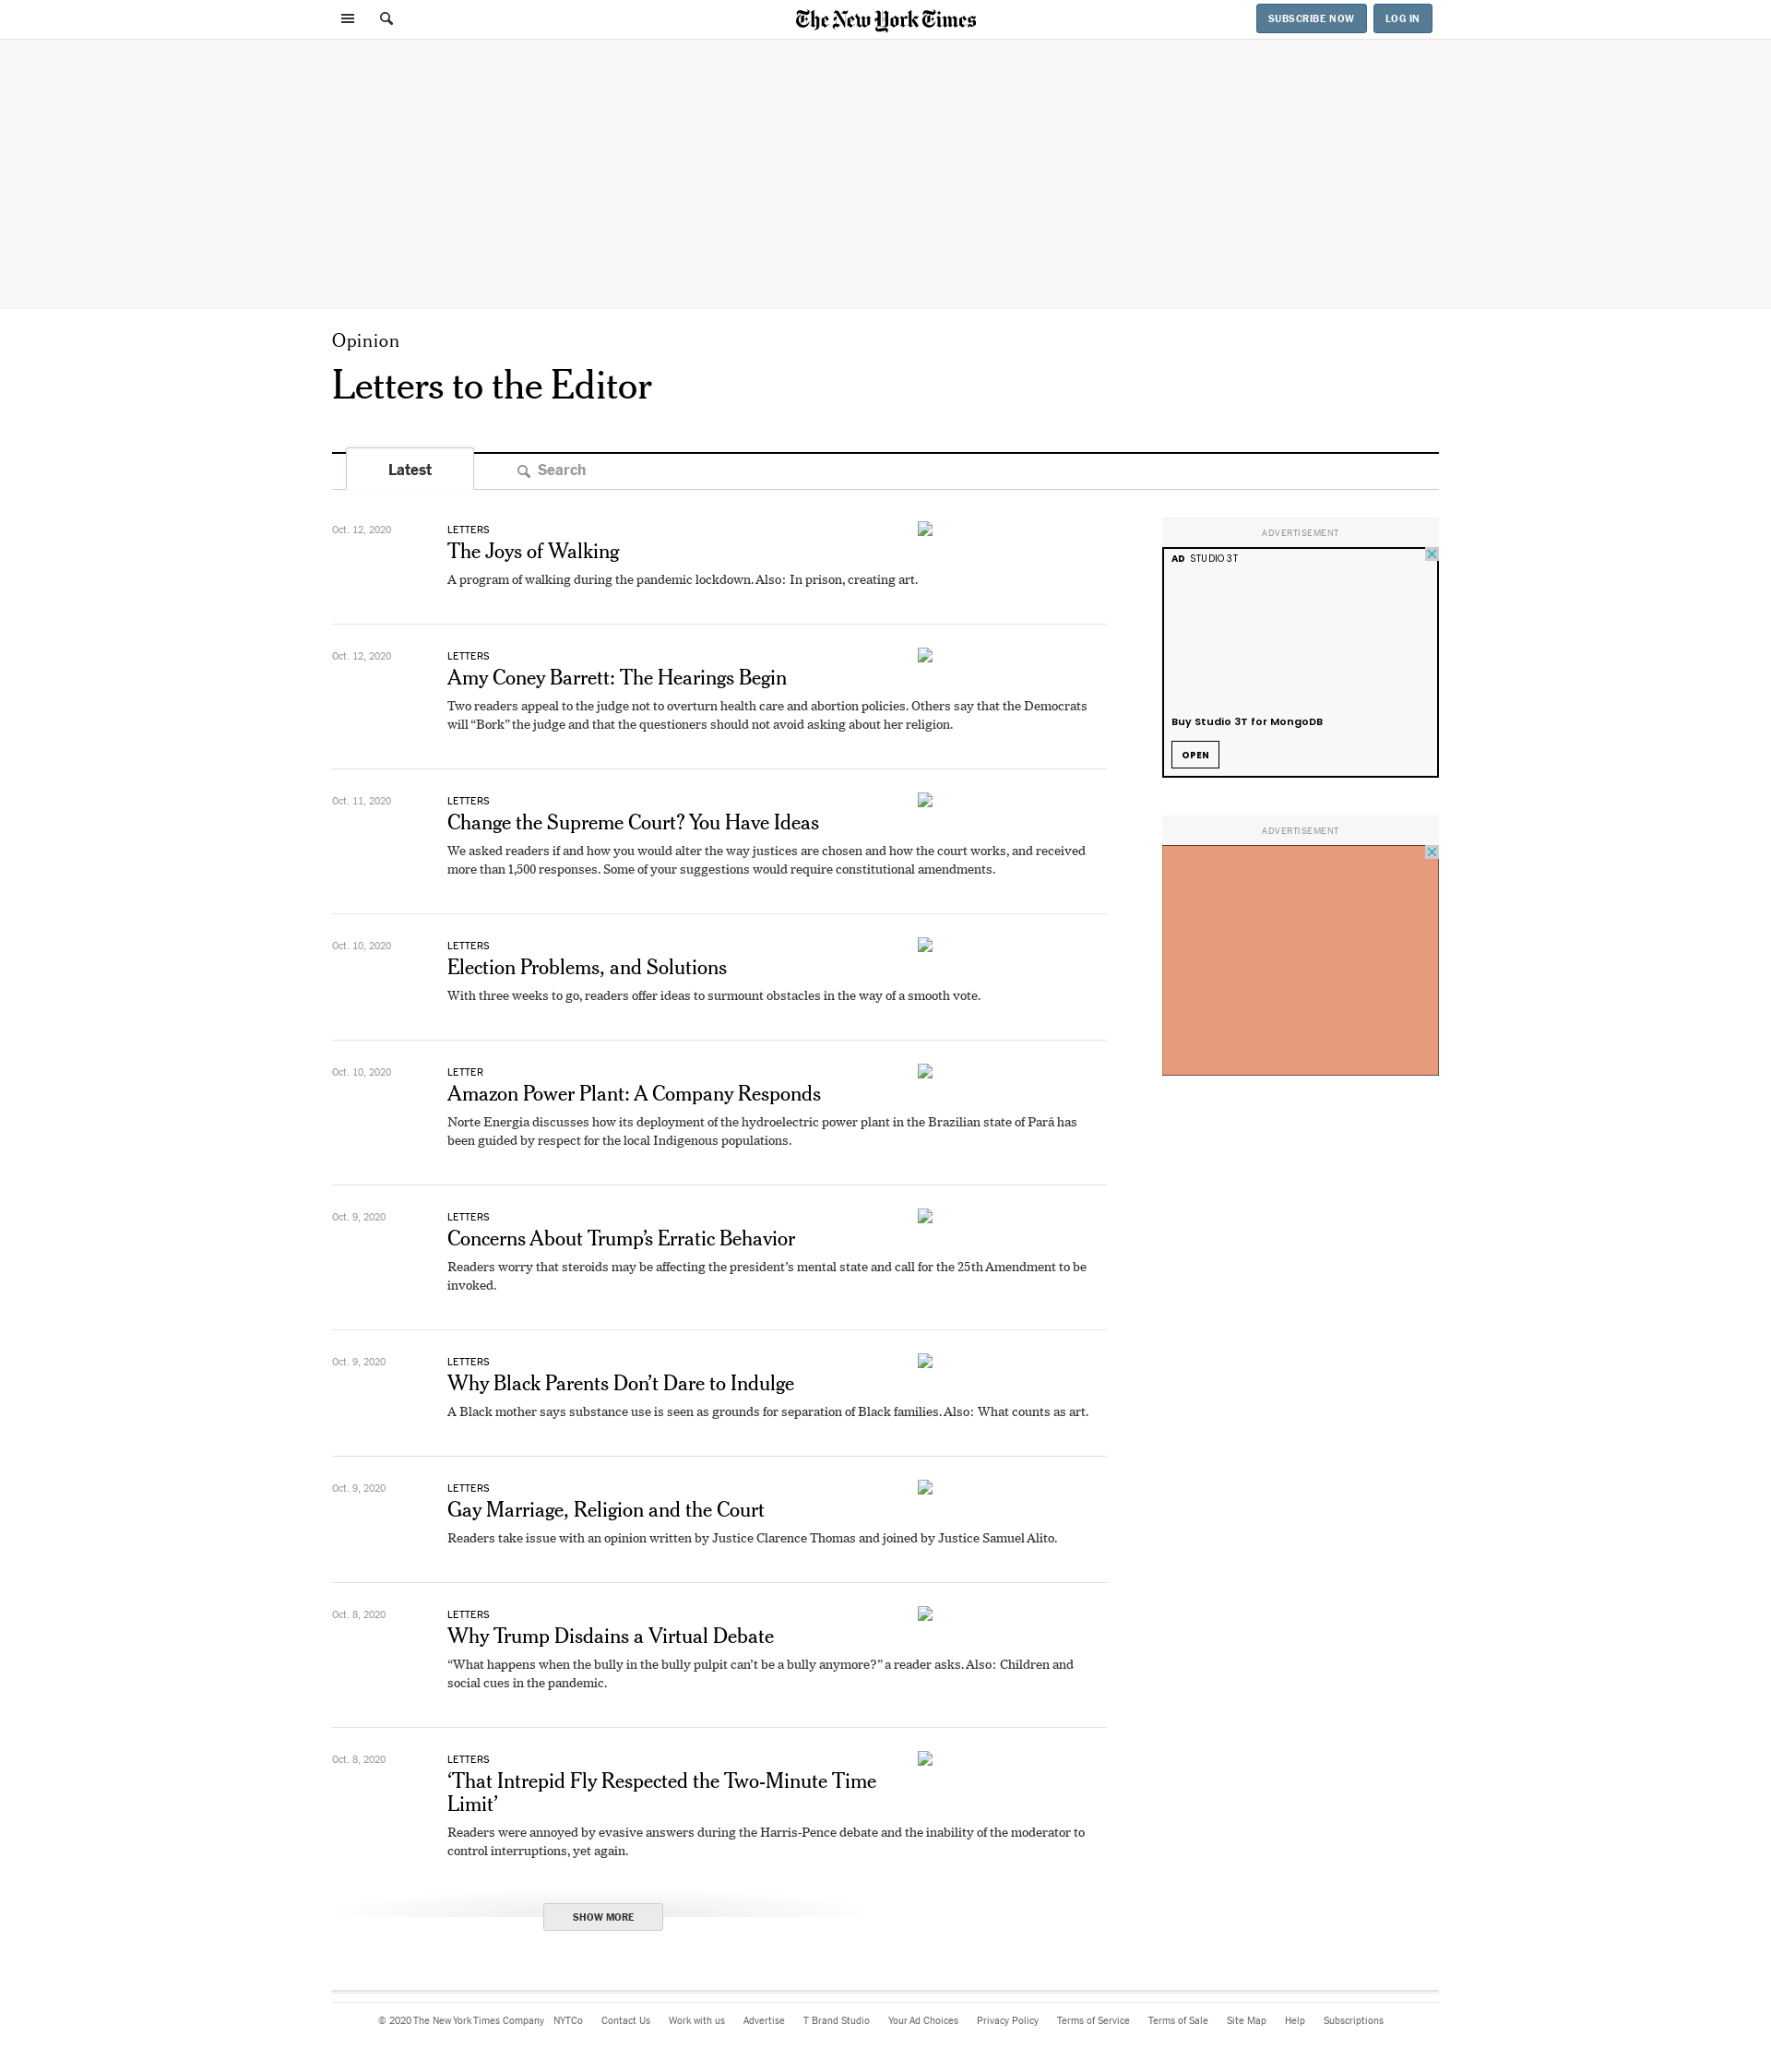 The New York Times
SUBSCRIBE NOW
LOG IN
Opinion
Letters to the Editor
Latest
Search
Oct. 12, 2020
LETTERS
The Joys of Walking
A program of walking during the pandemic lockdown. Also: In prison, creating art.
Oct. 12, 2020
LETTERS
Amy Coney Barrett: The Hearings Begin
Two readers appeal to the judge not to overturn health care and abortion policies. Others say that the Democrats
will “Bork” the judge and that the questioners should not avoid asking about her religion.
Oct. 11, 2020
LETTERS
Change the Supreme Court? You Have Ideas
We asked readers if and how you would alter the way justices are chosen and how the court works, and received
more than 1,500 responses. Some of your suggestions would require constitutional amendments.
Oct. 10, 2020
LETTERS
Election Problems, and Solutions
With three weeks to go, readers offer ideas to surmount obstacles in the way of a smooth vote.
Oct. 10, 2020
LETTER
Amazon Power Plant: A Company Responds
Norte Energia discusses how its deployment of the hydroelectric power plant in the Brazilian state of Pará has
been guided by respect for the local Indigenous populations.
Oct. 9, 2020
LETTERS
Concerns About Trump’s Erratic Behavior
Readers worry that steroids may be affecting the president’s mental state and call for the 25th Amendment to be
invoked.
Oct. 9, 2020
LETTERS
Why Black Parents Don’t Dare to Indulge
A Black mother says substance use is seen as grounds for separation of Black families. Also: What counts as art.
Oct. 9, 2020
LETTERS
Gay Marriage, Religion and the Court
Readers take issue with an opinion written by Justice Clarence Thomas and joined by Justice Samuel Alito.
Oct. 8, 2020
LETTERS
Why Trump Disdains a Virtual Debate
“What happens when the bully in the bully pulpit can’t be a bully anymore?” a reader asks. Also: Children and
social cues in the pandemic.
Oct. 8, 2020
LETTERS
‘That Intrepid Fly Respected the Two-Minute Time
Limit’
Readers were annoyed by evasive answers during the Harris-Pence debate and the inability of the moderator to
control interruptions, yet again.
SHOW MORE
ADVERTISEMENT
AD STUDIO 3T
Buy Studio 3T for MongoDB
OPEN
ADVERTISEMENT
© 2020 The New York Times Company NYTCo Contact Us Work with us Advertise T Brand Studio Your Ad Choices Privacy Policy Terms of Service Terms of Sale Site Map Help Subscriptions